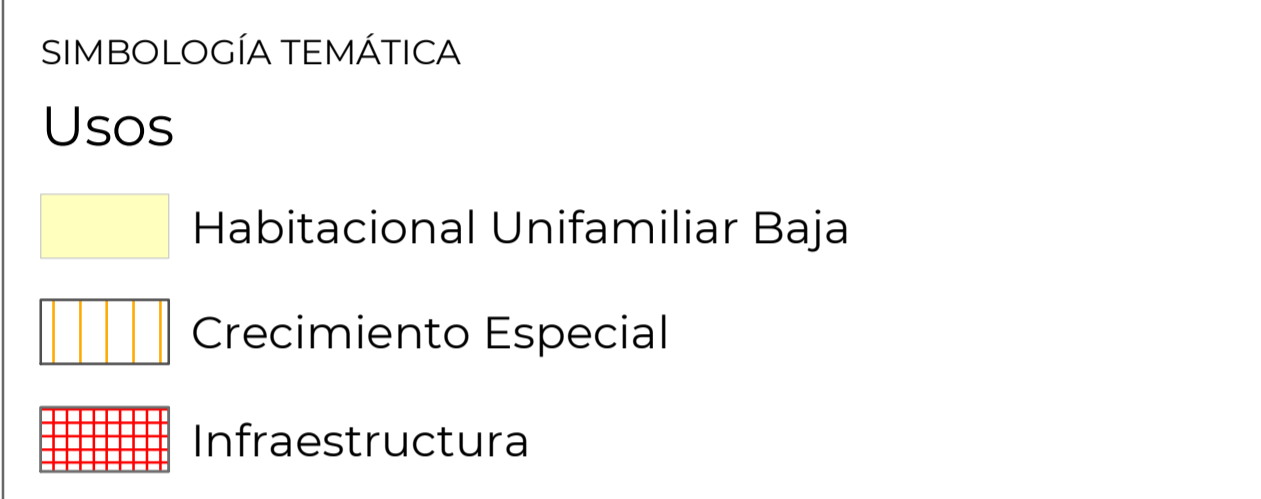 SIMBOLOGÍA TEMÁTICA
Usos
Habitacional Unifamiliar Baja
Crecimiento Especial
Infraestructura